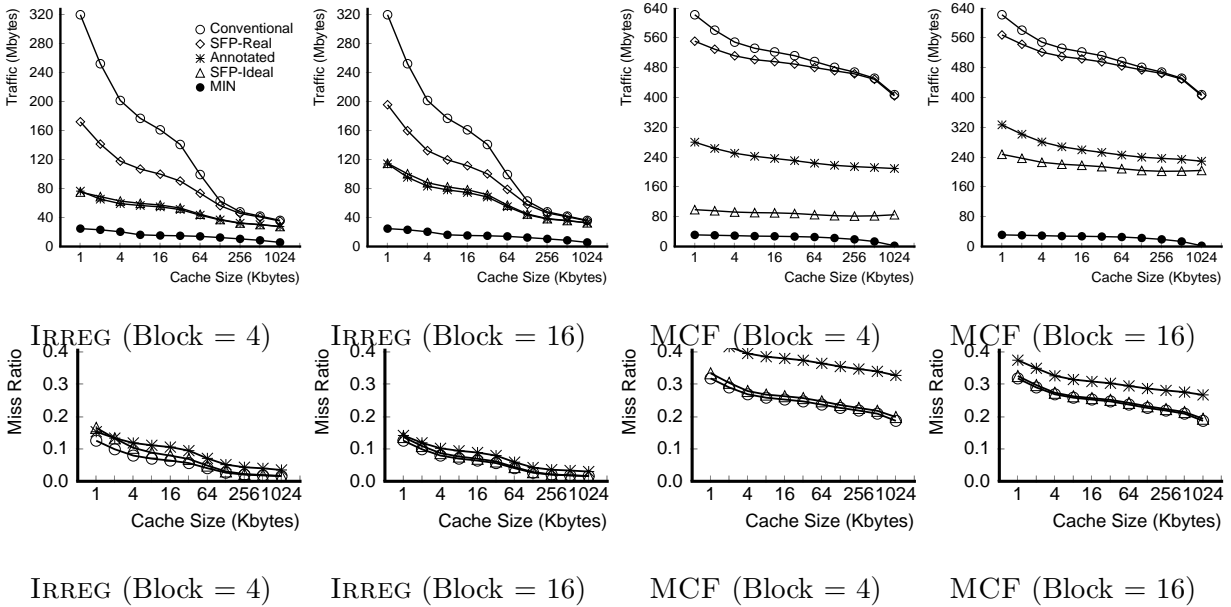 Traffic (Mbytes)
320
280
240
200
160
120
80
40
0
Conventional
SFP-Real
Annotated
SFP-Ideal
MIN
1 4 16 64 256 1024
Cache Size (Kbytes)
Traffic (Mbytes)
320
280
240
200
160
120
80
40
0
1 4 16 64 256 1024
Cache Size (Kbytes)
Traffic (Mbytes)
640
560
480
400
320
240
160
80
0
1 4 16 64 256 1024
Cache Size (Kbytes)
Traffic (Mbytes)
640
560
480
400
320
240
160
80
0
1 4 16 64 256 1024
Cache Size (Kbytes)
IRREG (Block = 4)
IRREG (Block = 16)
MCF (Block = 4)
MCF (Block = 16)
Miss Ratio
0.4
0.3
0.2
0.1
0.0
1 4 16 64 256 1024
Cache Size (Kbytes)
Miss Ratio
0.4
0.3
0.2
0.1
0.0
1 4 16 64 256 1024
Cache Size (Kbytes)
Miss Ratio
0.4
0.3
0.2
0.1
0.0
1 4 16 64 256 1024
Cache Size (Kbytes)
Miss Ratio
0.4
0.3
0.2
0.1
0.0
1 4 16 64 256 1024
Cache Size (Kbytes)
IRREG (Block = 4)
IRREG (Block = 16)
MCF (Block = 4)
MCF (Block = 16)